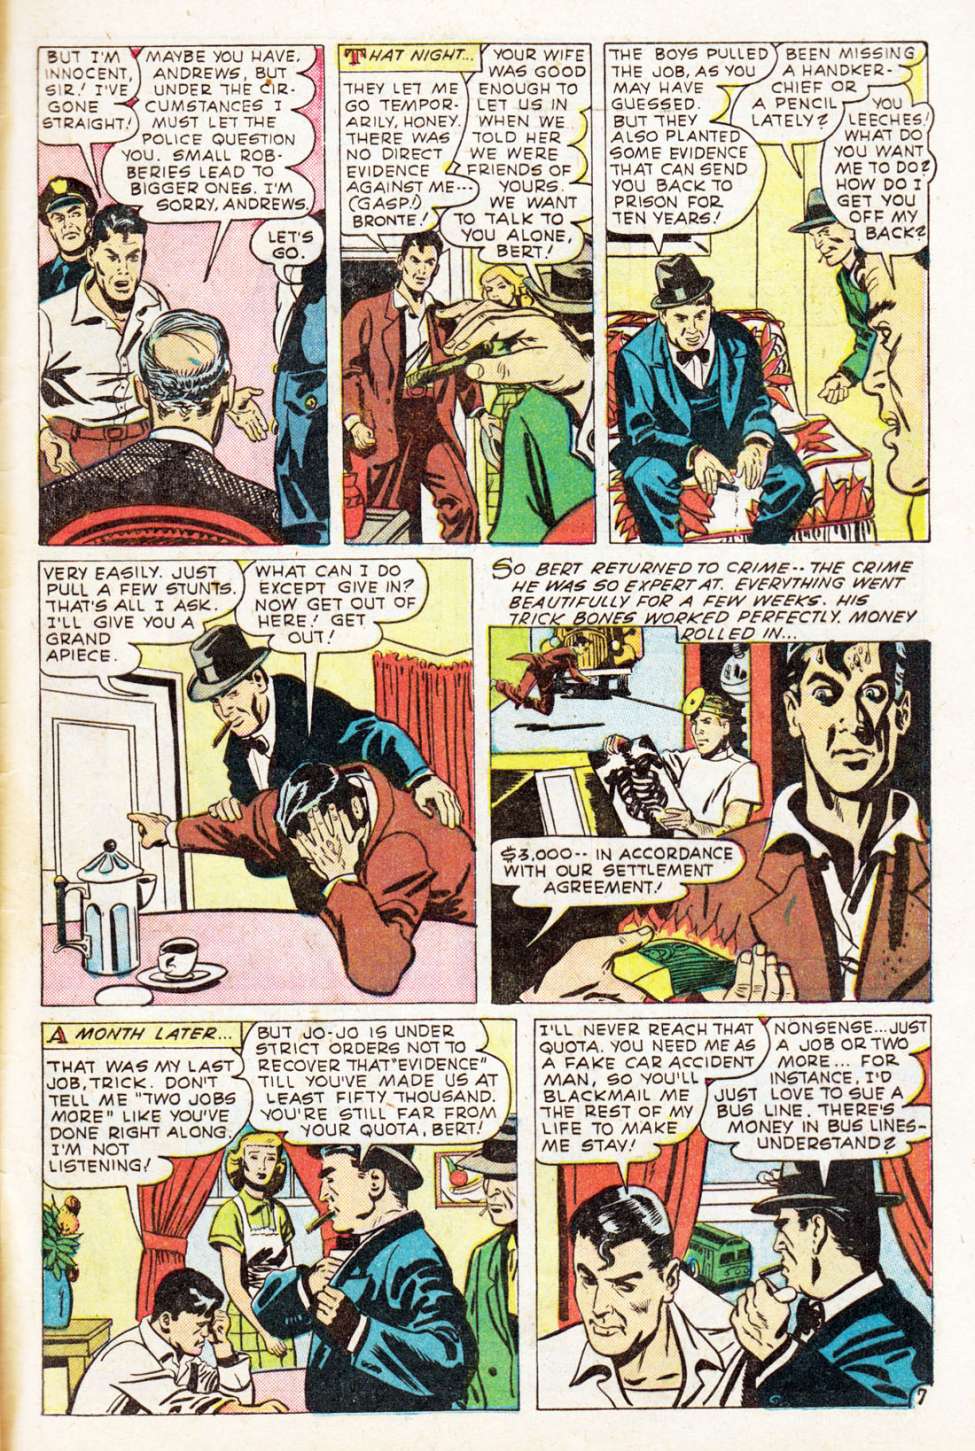 BUT I'M
INNOCENT,
SIR! I'VE
GONE
STRAIGHT!
MAYBE YOU HAVE,
ANDREWS, BUT
UNDER THE CIR-
CUMSTANCES I
MUST LET THE
POLICE QUESTION
YOU. SMALL ROB-
BERIES LEAD TO
BIGGER ONES. I'M
SORRY, ANDREWS.
LET'S
GO.
THAT NIGHT...
THEY LET ME
GO TEMPOR-
ARILY, HONEY.
THERE WAS
NO DIRECT
EVIDENCE
AGAINST ME---
(GASP!)
BRONTE!
YOUR WIFE
WAS GOOD
ENOUGH TO
LET US IN
WHEN WE
TOLD HER
WE WERE
FRIENDS OF
YOURS.
WE WANT
TO TALK TO
YOU ALONE,
BERT!
THE BOYS PULLED
THE JOB, AS YOU
MAY HAVE
GUESSED.
BUT THEY
ALSO PLANTED
SOME EVIDENCE
THAT CAN SEND
YOU BACK TO
PRISON FOR
TEN YEARS!
BEEN MISSING
A HANDKER-
CHIEF OR
A PENCIL
LATELY?
YOU
LEECHES!
WHAT DO
YOU WANT
ME TO DO?
HOW DO I
GET YOU
OFF MY
BACK?
VERY EASILY. JUST
PULL A FEW STUNTS.
THAT'S ALL I ASK.
I'LL GIVE YOU A
GRAND
APIECE.
WHAT CAN I DO
EXCEPT GIVE IN?
NOW GET OUT OF
HERE! GET
OUT!
SO BERT RETURNED TO CRIME-- THE CRIME
HE WAS SO EXPERT AT. EVERYTHING WENT
BEAUTIFULLY FOR A FEW WEEKS. HIS
TRICK BONES WORKED PERFECTLY. MONEY
ROLLED IN...
$3,000-- IN ACCORDANCE
WITH OUR SETTLEMENT
AGREEMENT!
A MONTH LATER...
THAT WAS MY LAST
JOB, TRICK. DON'T
TELL ME "TWO JOBS
MORE" LIKE YOU'VE
DONE RIGHT ALONG.
I'M NOT
LISTENING!
BUT JO-JO IS UNDER
STRICT ORDERS NOT TO
RECOVER THAT "EVIDENCE"
TILL YOU'VE MADE US AT
LEAST FIFTY THOUSAND.
YOU'RE STILL FAR FROM
YOUR QUOTA, BERT!
I'LL NEVER REACH THAT
QUOTA. YOU NEED ME AS
A FAKE CAR ACCIDENT
MAN, SO YOU'LL
BLACKMAIL ME
THE REST OF MY
LIFE TO MAKE
ME STAY!
NONSENSE...JUST
A JOB OR TWO
MORE... FOR
INSTANCE, I'D
JUST LOVE TO SUE A
BUS LINE. THERE'S
MONEY IN BUS LINES--
UNDERSTAND?
7